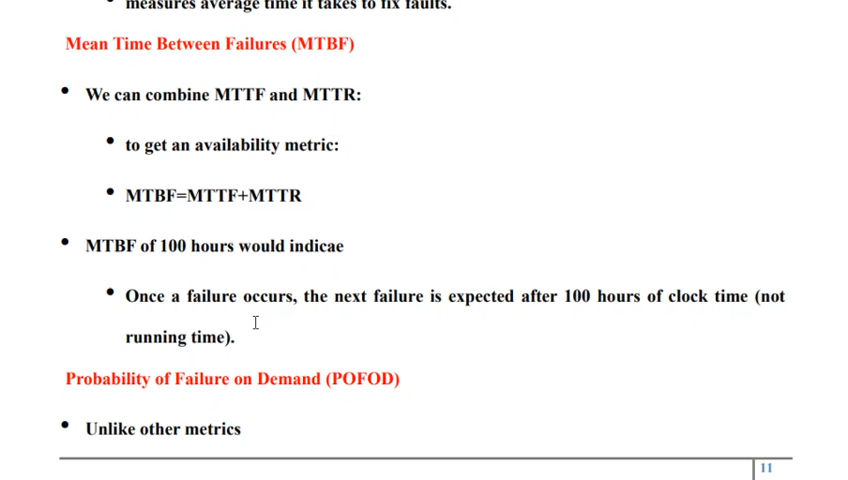 • measures average time it takes to fix faults.
Mean Time Between Failures (MTBF)
• We can combine MTTF and MTTR:
• to get an availability metric:
• MTBF=MTTF+MTTR
• MTBF of 100 hours would indicae
• Once a failure occurs, the next failure is expected after 100 hours of clock time (not
running time).
Probability of Failure on Demand (POFOD)
• Unlike other metrics
11